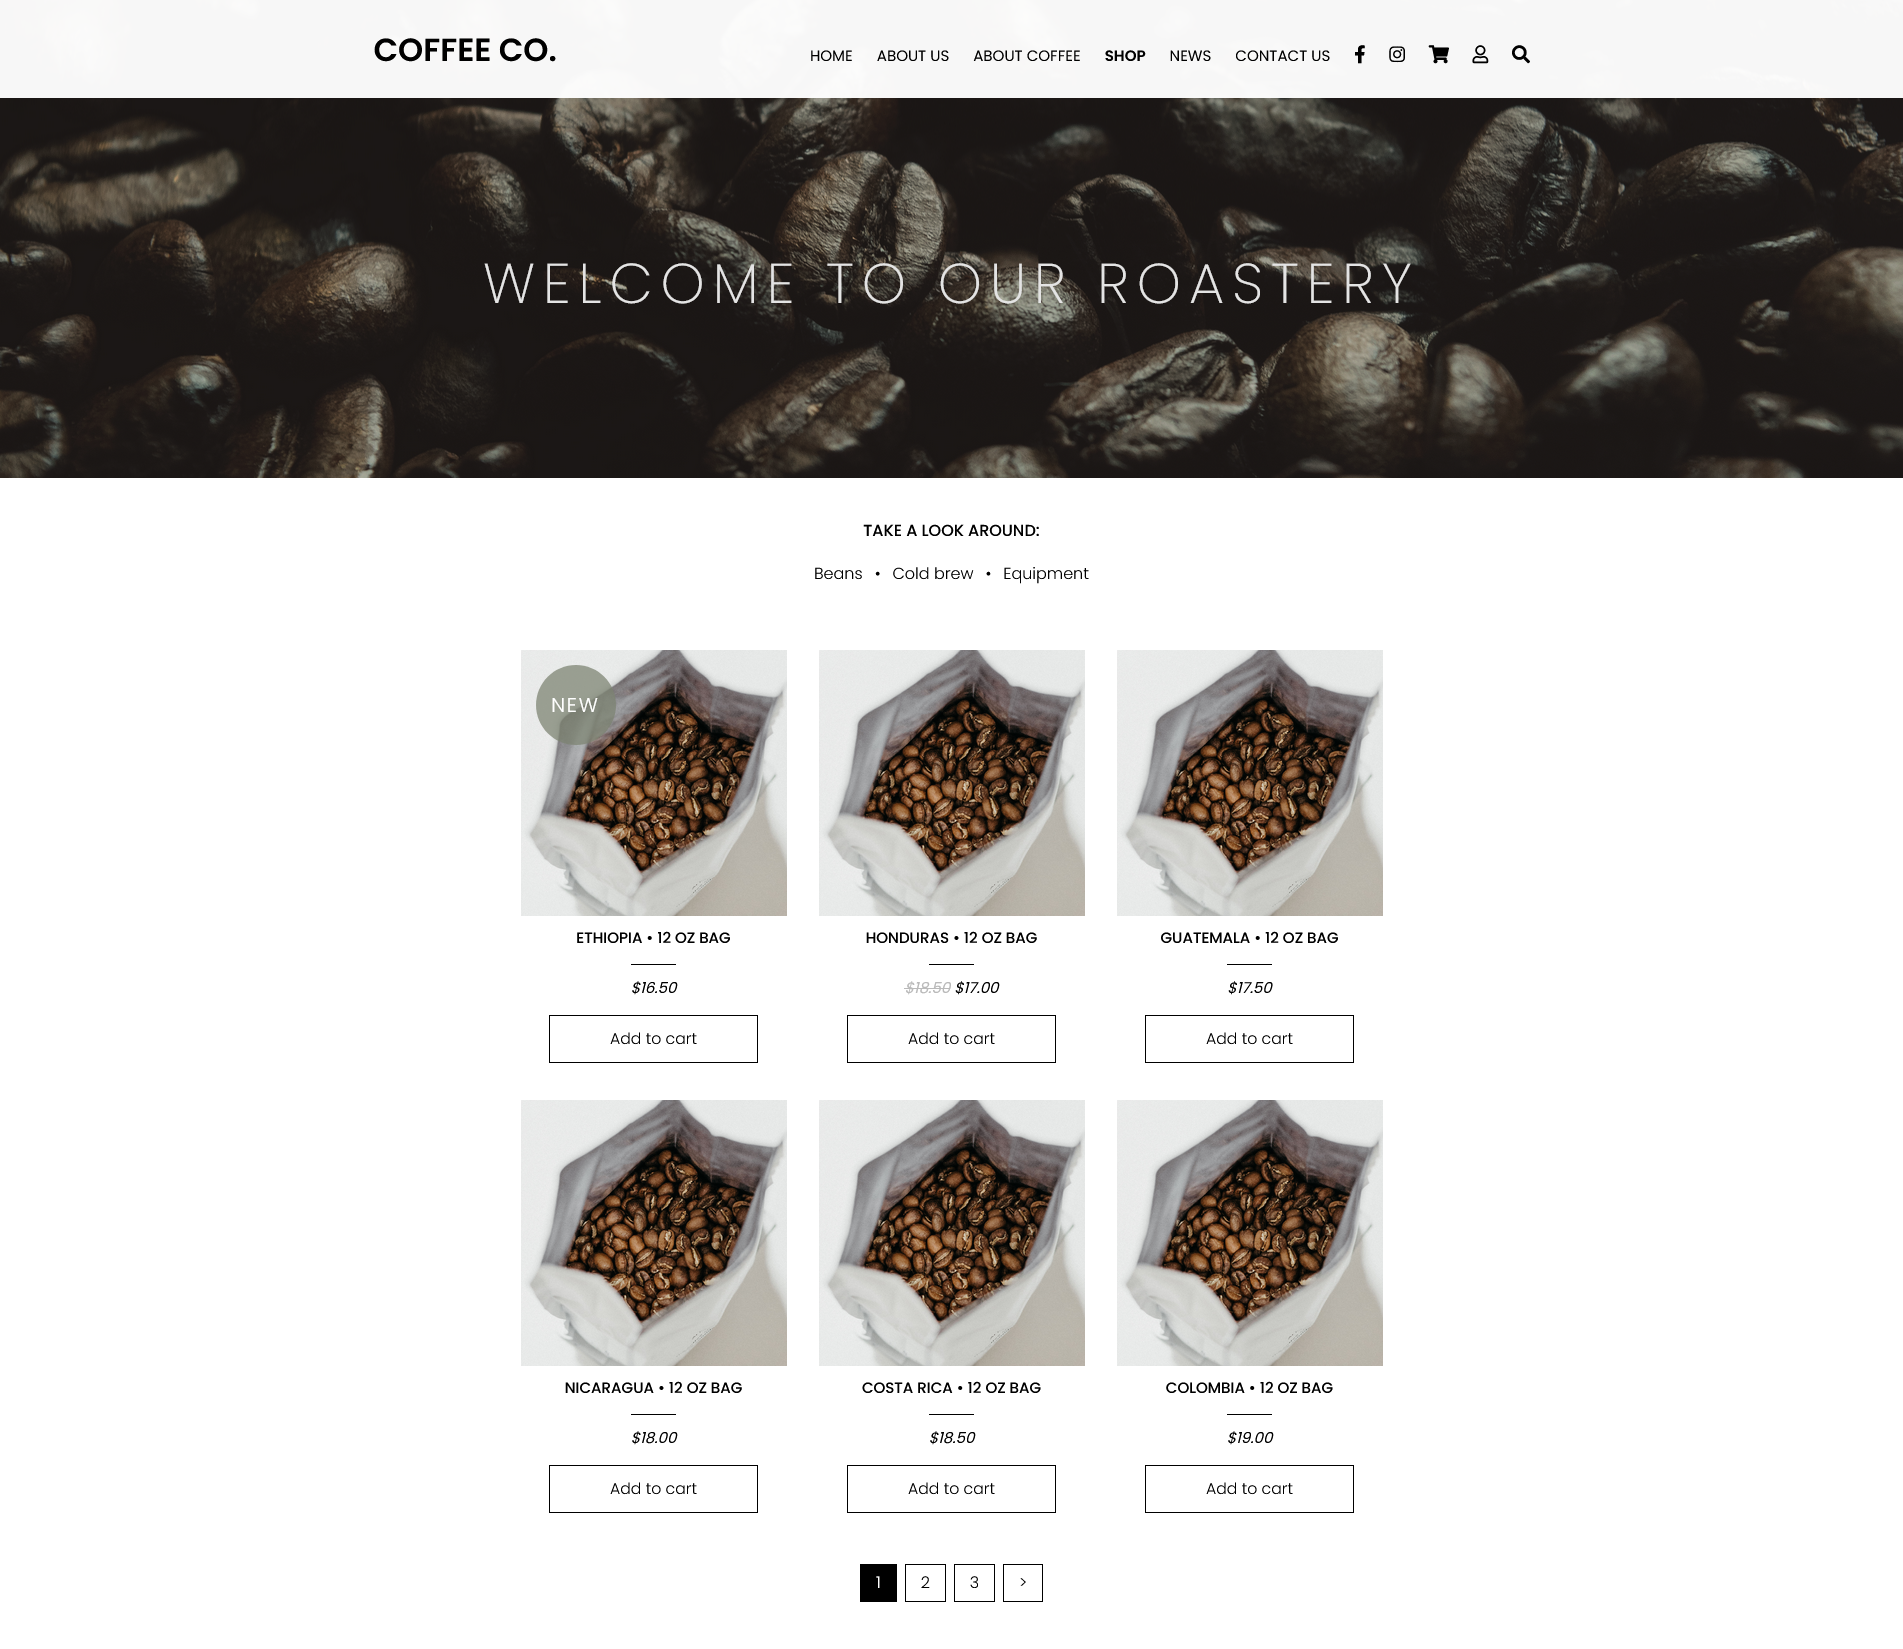 COFFEE CO.
HOME ABOUT US ABOUT COFFEE SHOP NEWS CONTACT US
WELCOME TO OUR ROASTERY
TAKE A LOOK AROUND:
Beans • Cold brew • Equipment
NEW
ETHIOPIA • 12 OZ BAG
$16.50
Add to cart
HONDURAS • 12 OZ BAG
$18.50 $17.00
Add to cart
GUATEMALA • 12 OZ BAG
$17.50
Add to cart
NICARAGUA • 12 OZ BAG
$18.00
Add to cart
COSTA RICA • 12 OZ BAG
$18.50
Add to cart
COLOMBIA • 12 OZ BAG
$19.00
Add to cart
1 2 3 >